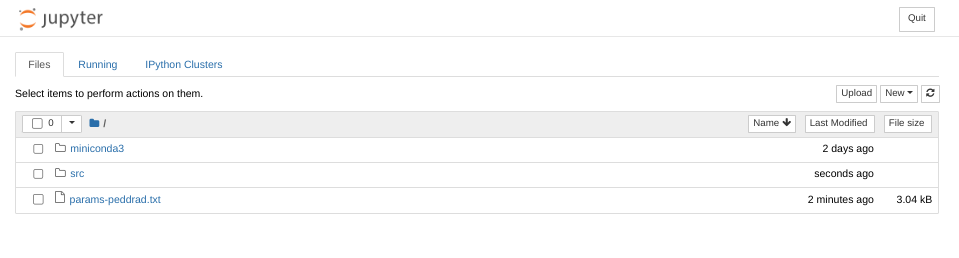 jupyter
Quit
Files Running IPython Clusters
Select items to perform actions on them. Upload New
0 / Name Last Modified File size
miniconda3 2 days ago
src seconds ago
params-peddrad.txt 2 minutes ago 3.04 kB